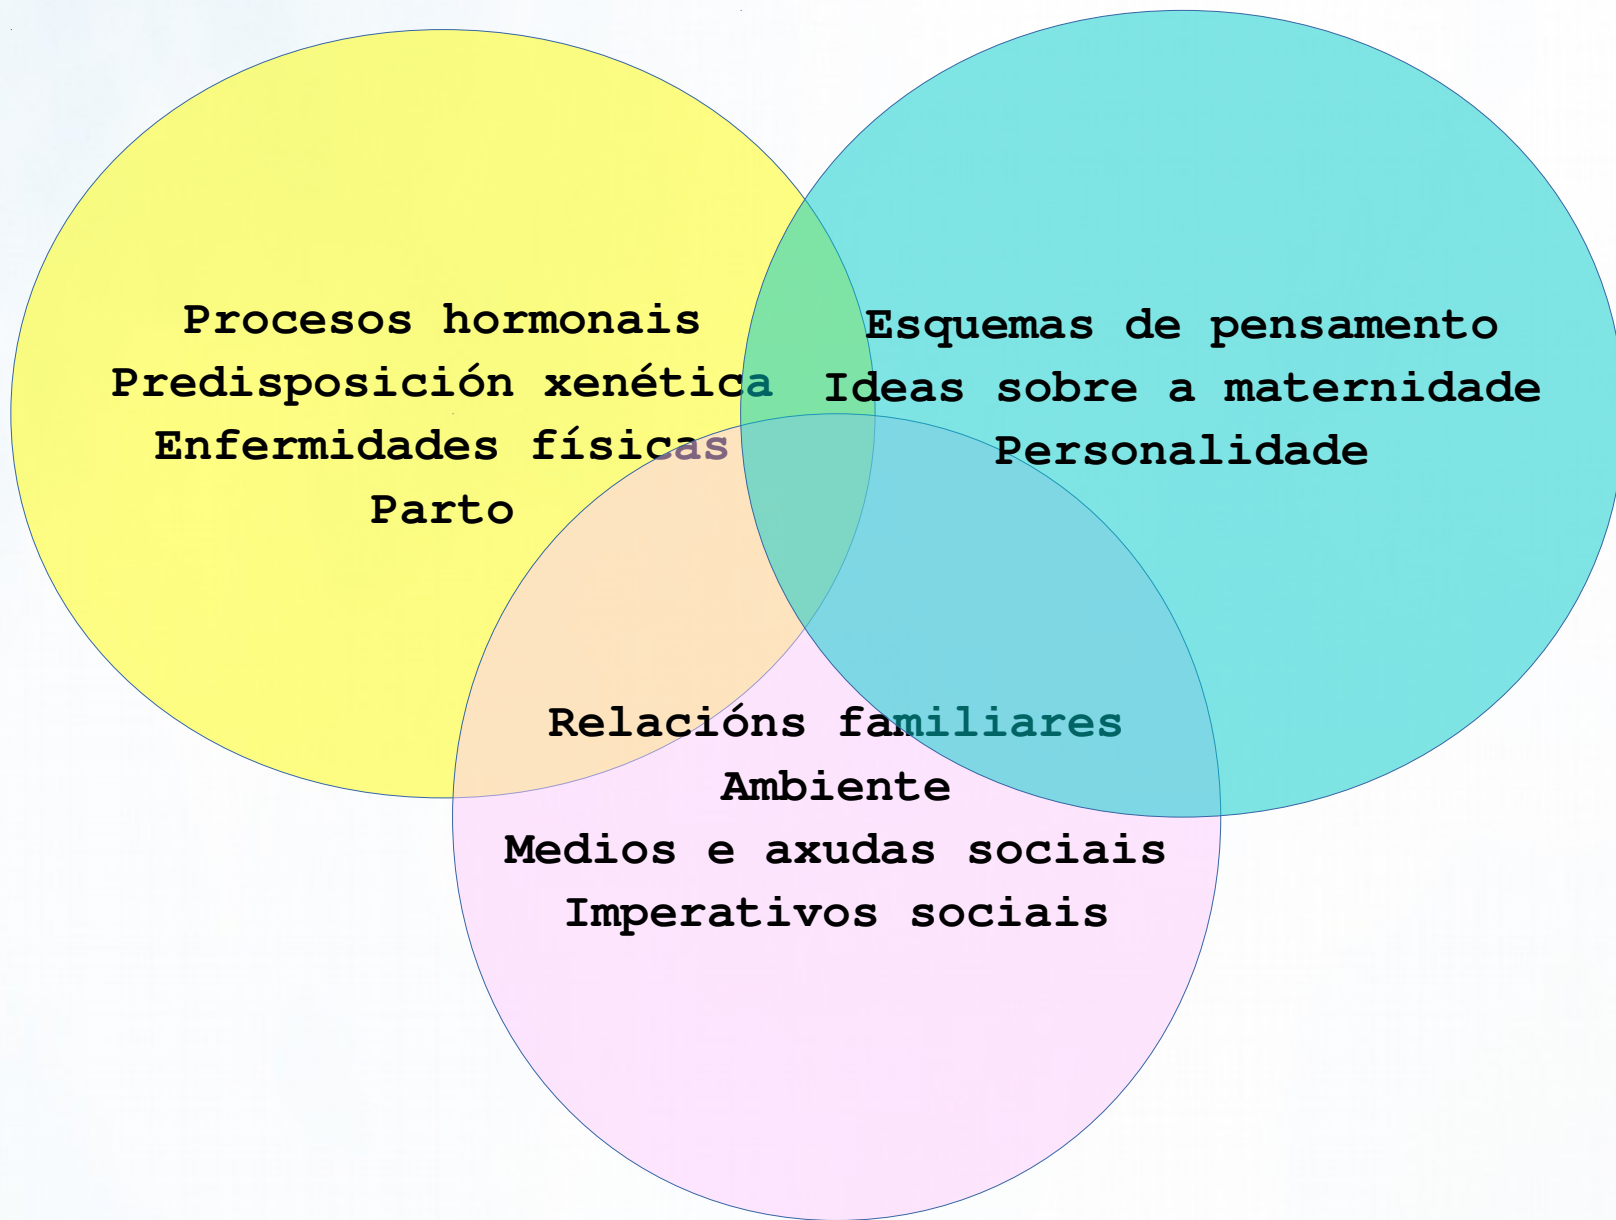 Procesos hormonais
Predisposición xenética
Enfermidades físicas
Parto
Esquemas de pensamento
Ideas sobre a maternidade
Personalidade
Relacións familiares
Ambiente
Medios e axudas sociais
Imperativos sociais